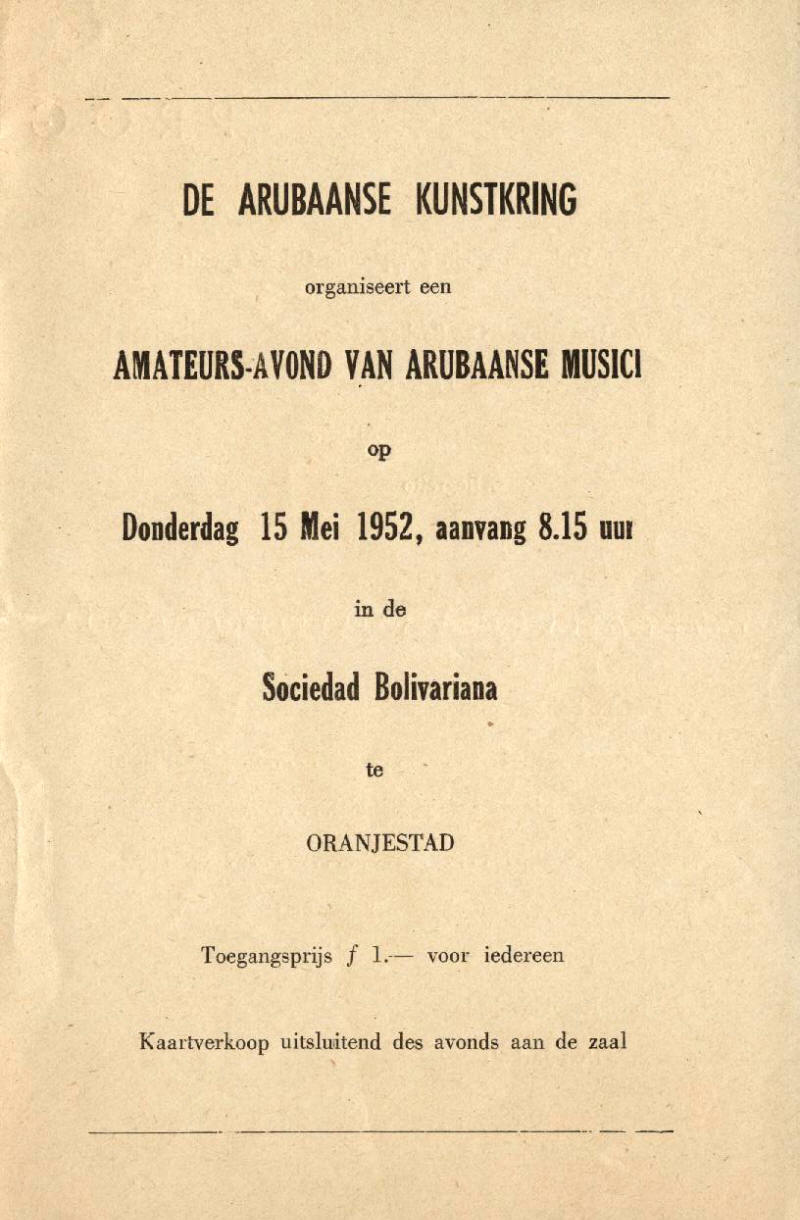 DE ARUBAANSE KUNSTKRING
organiseert een
AMATEURS-AVOND VAN ARUBAANSE MUSICI
op
Donderdag 15 Mei 1952, aanvang 8.15 uur
in de
Sociedad Bolivariana
te
ORANJESTAD
Toegangsprijs f 1.— voor iedereen
Kaartverkoop uitsluitend des avonds aan de zaal